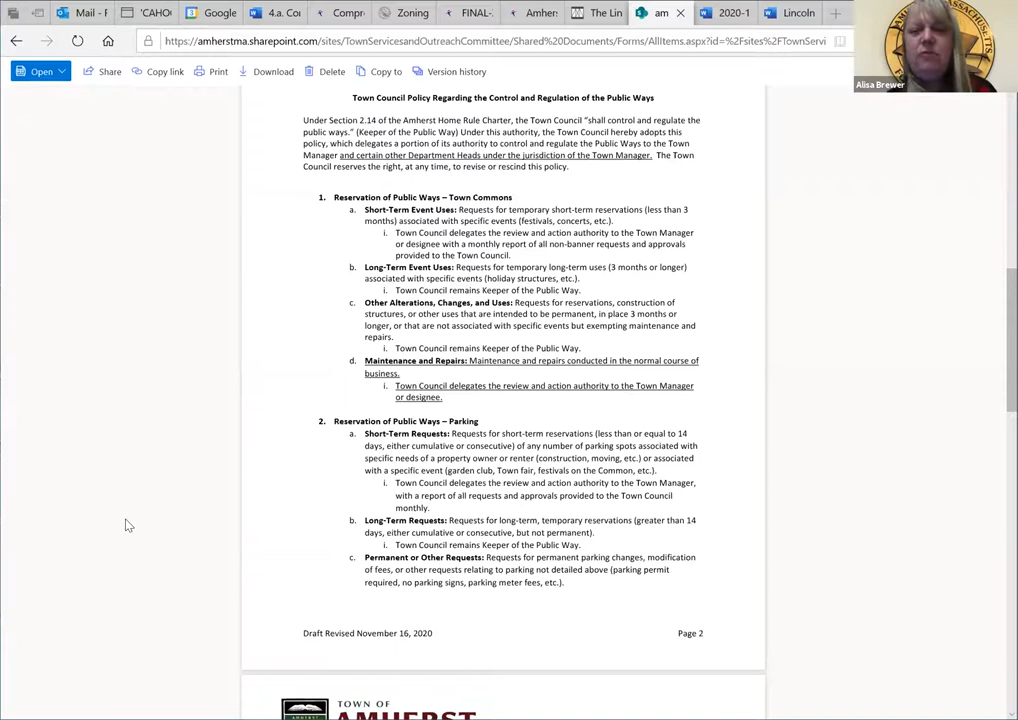 Mail - F
'CAHO
Google
4.a. Co
Compr
Zoning
FINAL-
Amher
The Lin
am
2020-1
Lincoln
https://amherstma.sharepoint.com/sites/TownServicesandOutreachCommittee/Shared%20Documents/Forms/AllItems.aspx?id=%2Fsites%2FTownServi
Open
Share
Copy link
Print
Download
Delete
Copy to
Version history
Alisa Brewer
Town Council Policy Regarding the Control and Regulation of the Public Ways
Under Section 2.14 of the Amherst Home Rule Charter, the Town Council "shall control and regulate the
public ways." (Keeper of the Public Way) Under this authority, the Town Council hereby adopts this
policy, which delegates a portion of its authority to control and regulate the Public Ways to the Town
Manager and certain other Department Heads under the jurisdiction of the Town Manager. The Town
Council reserves the right, at any time, to revise or rescind this policy.
1. Reservation of Public Ways – Town Commons
a. Short-Term Event Uses: Requests for temporary short-term reservations (less than 3
months) associated with specific events (festivals, concerts, etc.).
i. Town Council delegates the review and action authority to the Town Manager
or designee with a monthly report of all non-banner requests and approvals
provided to the Town Council.
b. Long-Term Event Uses: Requests for temporary long-term uses (3 months or longer)
associated with specific events (holiday structures, etc.).
i. Town Council remains Keeper of the Public Way.
c. Other Alterations, Changes, and Uses: Requests for reservations, construction of
structures, or other uses that are intended to be permanent, in place 3 months or
longer, or that are not associated with specific events but exempting maintenance and
repairs.
i. Town Council remains Keeper of the Public Way.
d. Maintenance and Repairs: Maintenance and repairs conducted in the normal course of
business.
i. Town Council delegates the review and action authority to the Town Manager
or designee.
2. Reservation of Public Ways – Parking
a. Short-Term Requests: Requests for short-term reservations (less than or equal to 14
days, either cumulative or consecutive) of any number of parking spots associated with
specific needs of a property owner or renter (construction, moving, etc.) or associated
with a specific event (garden club, Town fair, festivals on the Common, etc.).
i. Town Council delegates the review and action authority to the Town Manager,
with a report of all requests and approvals provided to the Town Council
monthly.
b. Long-Term Requests: Requests for long-term, temporary reservations (greater than 14
days, either cumulative or consecutive, but not permanent).
i. Town Council remains Keeper of the Public Way.
c. Permanent or Other Requests: Requests for permanent parking changes, modification
of fees, or other requests relating to parking not detailed above (parking permit
required, no parking signs, parking meter fees, etc.).
Draft Revised November 16, 2020
Page 2
TOWN OF
AMHERST